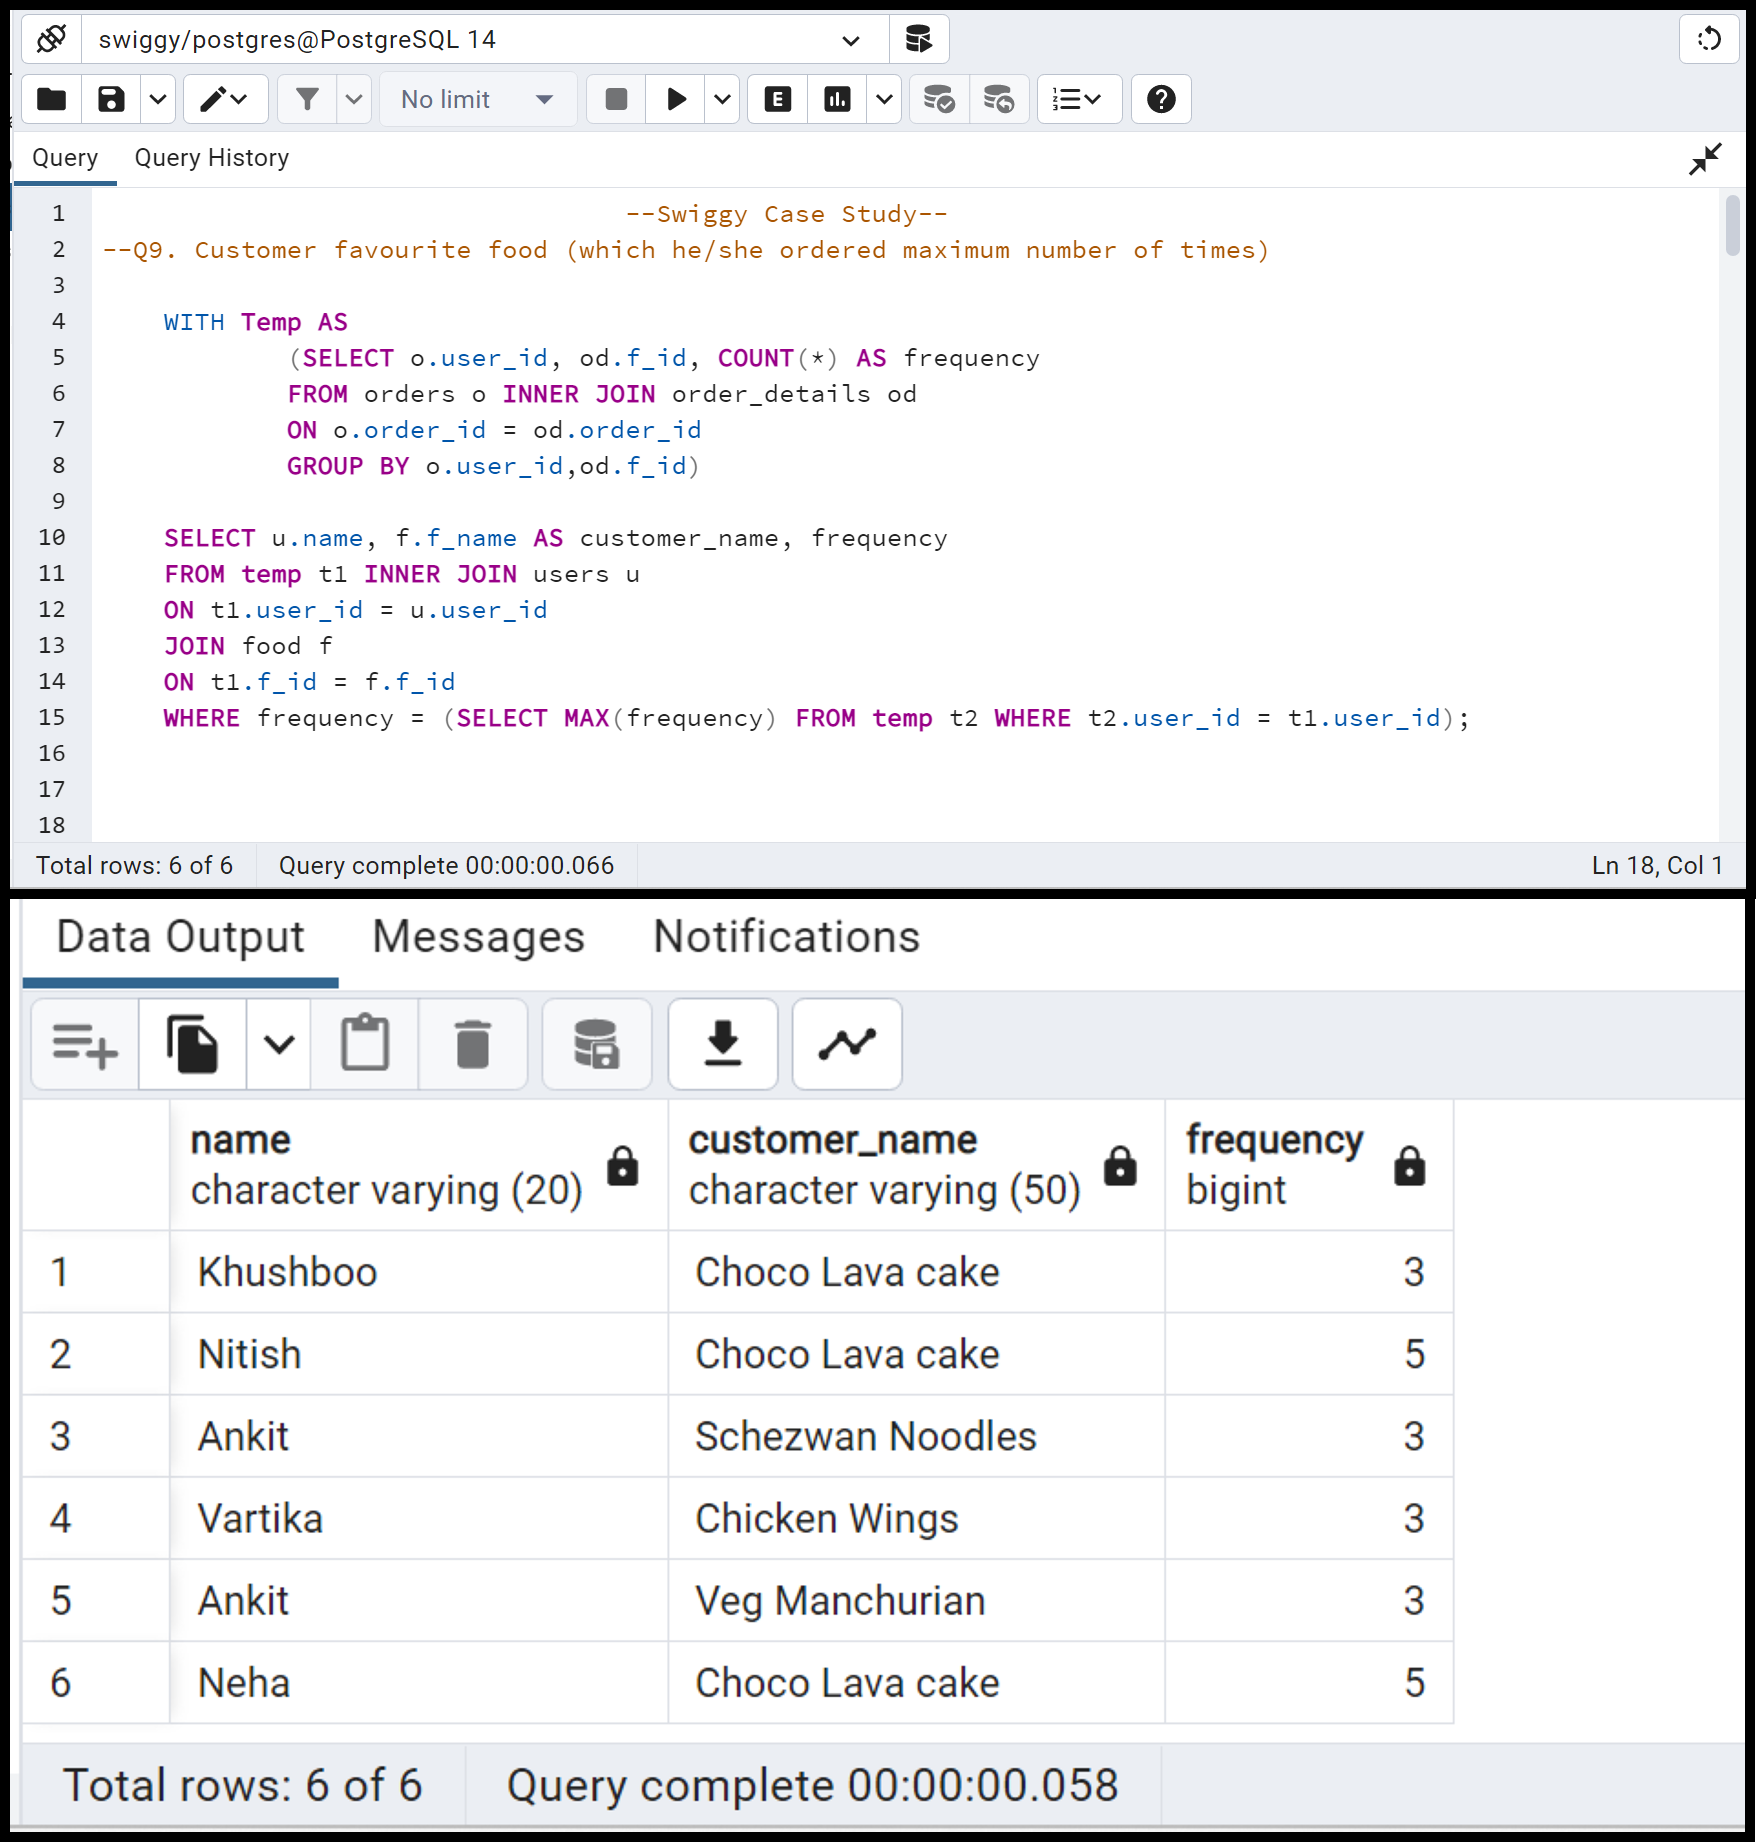 swiggy/postgres@PostgreSQL 14
No limit
E
Query Query History
1 --Swiggy Case Study--
2 --Q9. Customer favourite food (which he/she ordered maximum number of times)
3
4 WITH Temp AS
5 (SELECT o.user_id, od.f_id, COUNT(*) AS frequency
6 FROM orders o INNER JOIN order_details od
7 ON o.order_id = od.order_id
8 GROUP BY o.user_id,od.f_id)
9
10 SELECT u.name, f.f_name AS customer_name, frequency
11 FROM temp t1 INNER JOIN users u
12 ON t1.user_id = u.user_id
13 JOIN food f
14 ON t1.f_id = f.f_id
15 WHERE frequency = (SELECT MAX(frequency) FROM temp t2 WHERE t2.user_id = t1.user_id);
16
17
18
Total rows: 6 of 6 Query complete 00:00:00.066 Ln 18, Col 1
Data Output Messages Notifications
name customer_name frequency
character varying (20) character varying (50) bigint
1 Khushboo Choco Lava cake 3
2 Nitish Choco Lava cake 5
3 Ankit Schezwan Noodles 3
4 Vartika Chicken Wings 3
5 Ankit Veg Manchurian 3
6 Neha Choco Lava cake 5
Total rows: 6 of 6 Query complete 00:00:00.058